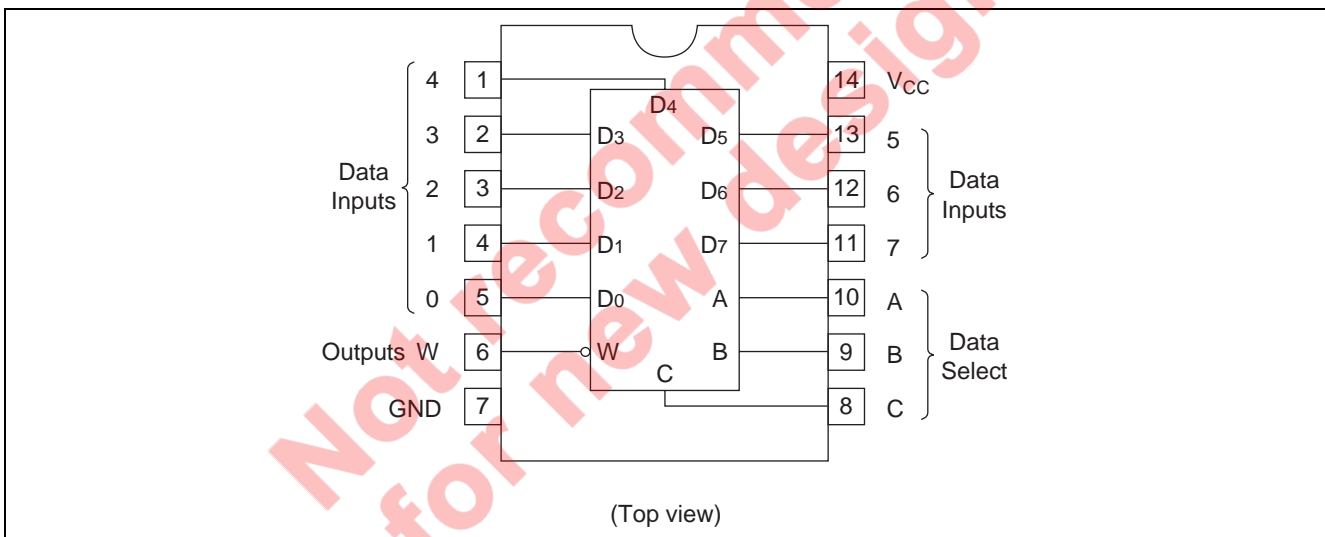 4 1 D4 14 VCC
3 2 D3 D5 13 5
Data Inputs
2 3 D2 D6 12 6
Data Inputs
1 4 D1 D7 11 7
0 5 D0 A 10 A
Outputs W 6 W B 9 B
Data Select
GND 7 C 8 C
(Top view)
Not recomm
for new design